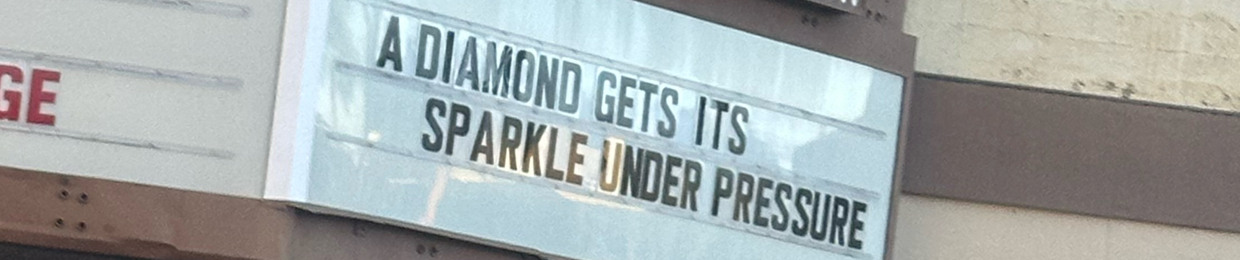 GE
A DIAMOND GETS ITS
SPARKLE UNDER PRESSURE